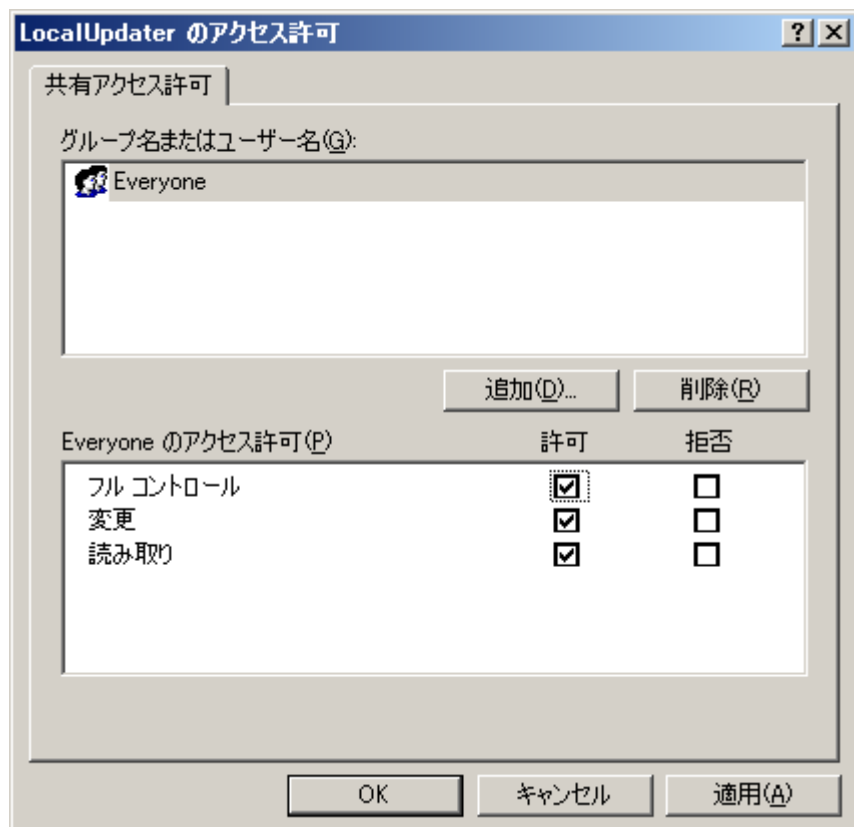 LocalUpdater のアクセス許可
共有アクセス許可
グループ名またはユーザー名(G):
Everyone
追加(D)...
削除(R)
Everyone のアクセス許可(P)
許可
拒否
フル コントロール
変更
読み取り
OK
キャンセル
適用(A)